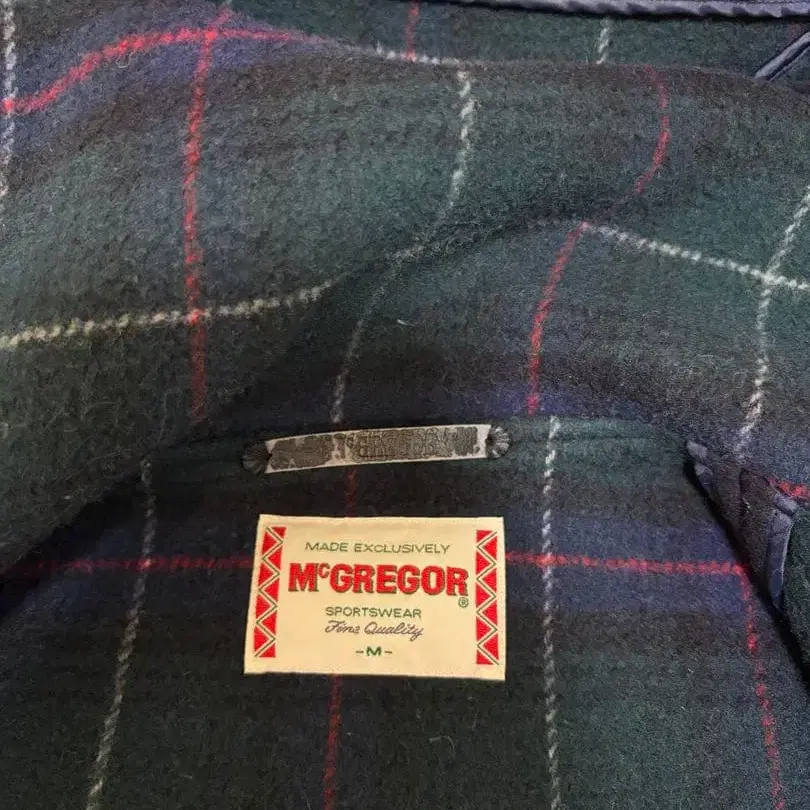 MADE EXCLUSIVELY
McGREGOR®
SPORTSWEAR
Fine Quality
-M-